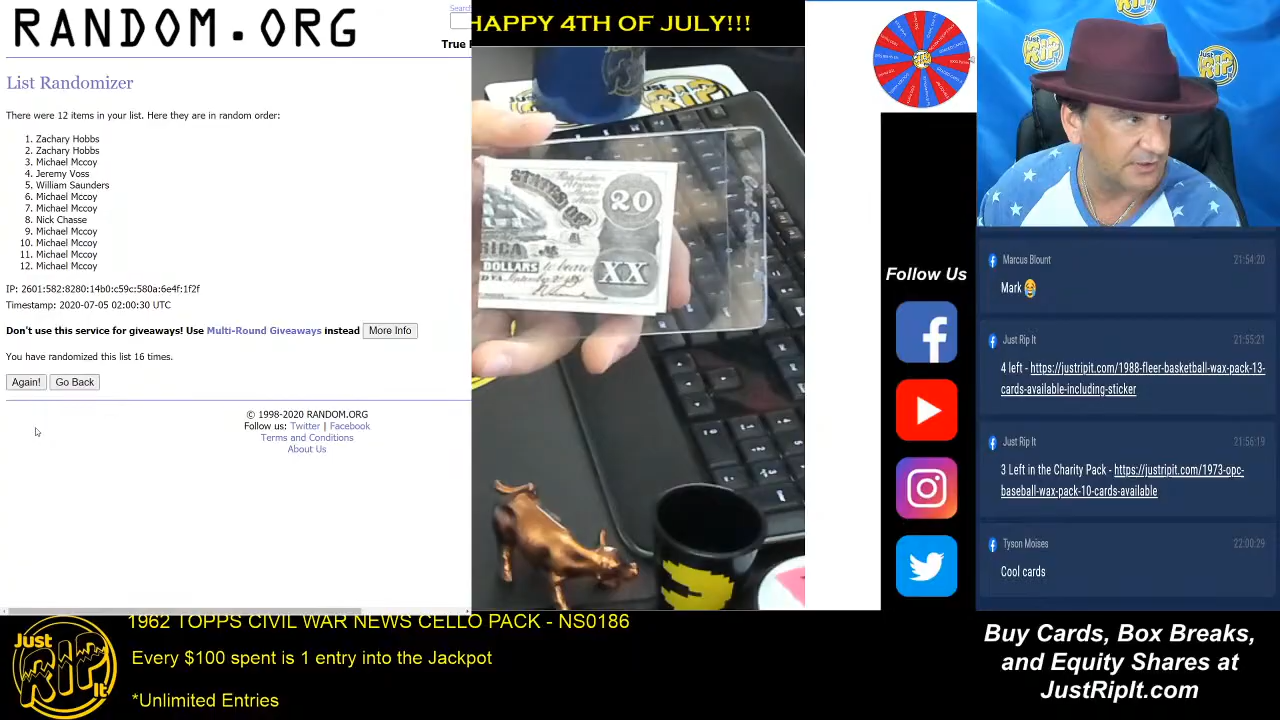 RANDOM.ORG
Search
True
List Randomizer
There were 12 items in your list. Here they are in random order:
1. Zachary Hobbs
2. Zachary Hobbs
3. Michael Mccoy
4. Jeremy Voss
5. William Saunders
6. Michael Mccoy
7. Michael Mccoy
8. Nick Chasse
9. Michael Mccoy
10. Michael Mccoy
11. Michael Mccoy
12. Michael Mccoy
IP: 2601:582:8280:14b0:c59c:580a:6e4f:1f2f
Timestamp: 2020-07-05 02:00:30 UTC
Don't use this service for giveaways! Use Multi-Round Giveaways instead More Info
You have randomized this list 16 times.
Again! Go Back
© 1998-2020 RANDOM.ORG
Follow us: Twitter | Facebook
Terms and Conditions
About Us
HAPPY 4TH OF JULY!!!
STATES OF
20
RICA
DOLLARS to bearer
XX
Follow Us
Marcus Blount 21:54:20
Mark 😂
Just Rip It 21:55:21
4 left - https://justripit.com/1988-fleer-basketball-wax-pack-13-
cards-available-including-sticker
Just Rip It 21:56:19
3 Left in the Charity Pack - https://justripit.com/1973-opc-
baseball-wax-pack-10-cards-available
Tyson Moises 22:00:29
Cool cards
Just
RIP
It
1962 TOPPS CIVIL WAR NEWS CELLO PACK - NS0186
Every $100 spent is 1 entry into the Jackpot
*Unlimited Entries
Buy Cards, Box Breaks,
and Equity Shares at
JustRipIt.com